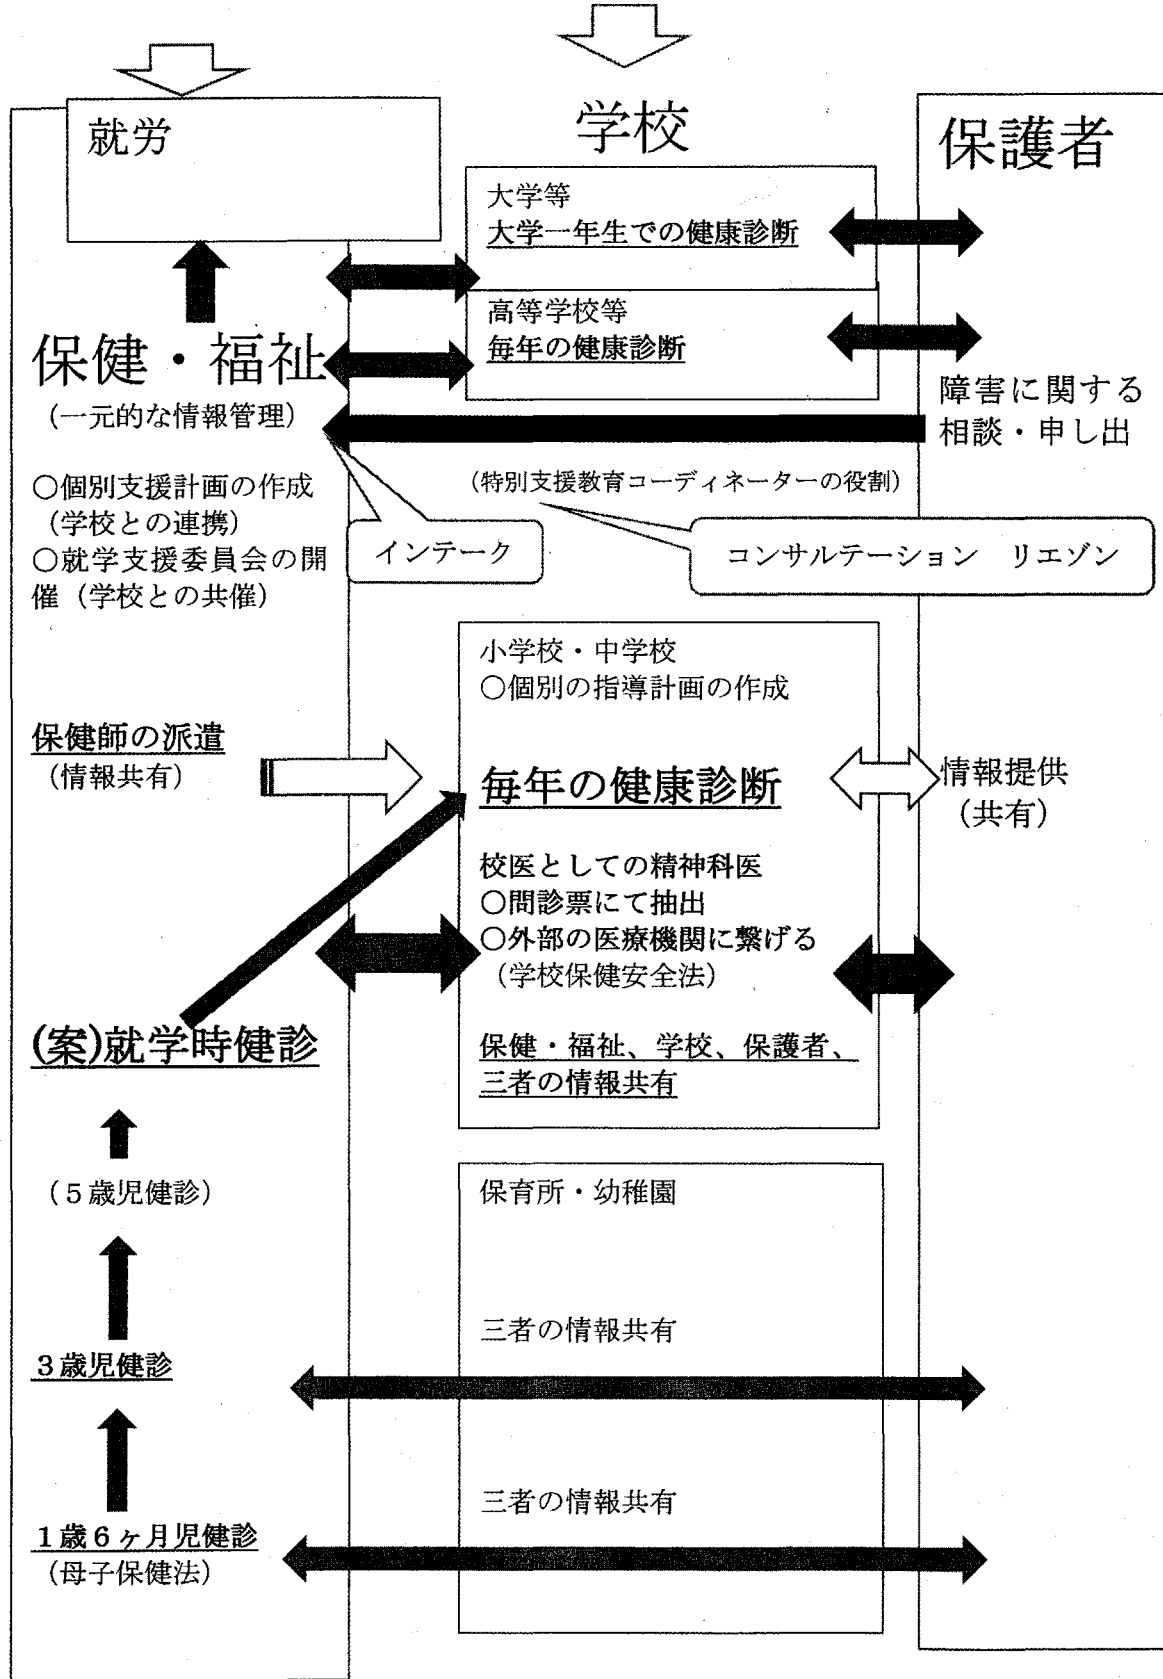 就労
学校
保護者
大学等
大学一年生での健康診断
高等学校等
毎年の健康診断
保健・福祉
(一元的な情報管理)
障害に関する
相談・申し出
○個別支援計画の作成
(学校との連携)
○就学支援委員会の開
催(学校との共催)
(特別支援教育コーディネーターの役割)
インテーク
コンサルテーション　リエゾン
小学校・中学校
○個別の指導計画の作成
保健師の派遣
(情報共有)
毎年の健康診断
情報提供
(共有)
校医としての精神科医
○問診票にて抽出
○外部の医療機関に繋げる
(学校保健安全法)
(案)就学時健診
保健・福祉、学校、保護者、
三者の情報共有
(5歳児健診)
保育所・幼稚園
三者の情報共有
3歳児健診
三者の情報共有
1歳6ヶ月児健診
(母子保健法)